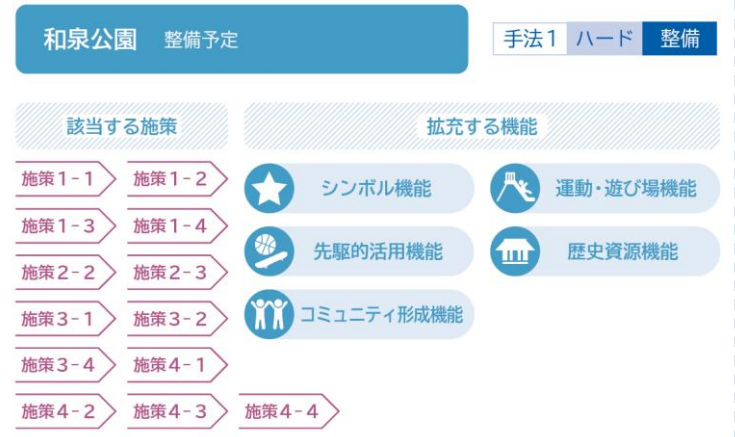 和泉公園 整備予定
手法1 ハード 整備
該当する施策
拡充する機能
施策1-1 施策1-2
施策1-3 施策1-4
施策2-2 施策2-3
施策3-1 施策3-2
施策3-4 施策4-1
施策4-2 施策4-3 施策4-4
シンボル機能 運動・遊び場機能
先駆的活用機能 歴史資源機能
コミュニティ形成機能